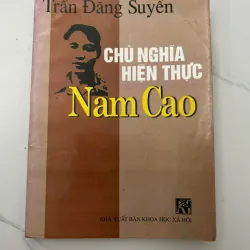 Trần Đăng Suyền
CHỦ NGHĨA
HIỆN THỰC
Nam Cao
NHÀ XUẤT BẢN KHOA HỌC XÃ HỘI